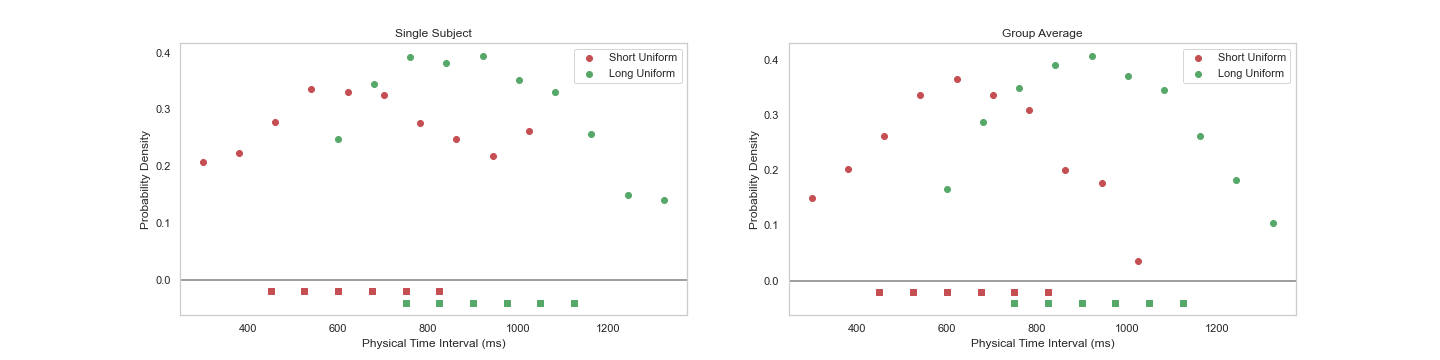 Single Subject
Short Uniform
Long Uniform
Probability Density
0.4
0.3
0.2
0.1
0.0
400 600 800 1000 1200
Physical Time Interval (ms)
Group Average
Short Uniform
Long Uniform
Probability Density
0.4
0.3
0.2
0.1
0.0
400 600 800 1000 1200
Physical Time Interval (ms)